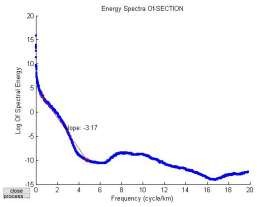 Energy Spectra Of:SECTION
20
15
10
5
0
-5
-10
-15
Log Of Spectral Energy
slope: -3.17
0 2 4 6 8 10 12 14 16 18 20
Frequency (cycle/km)
close
process